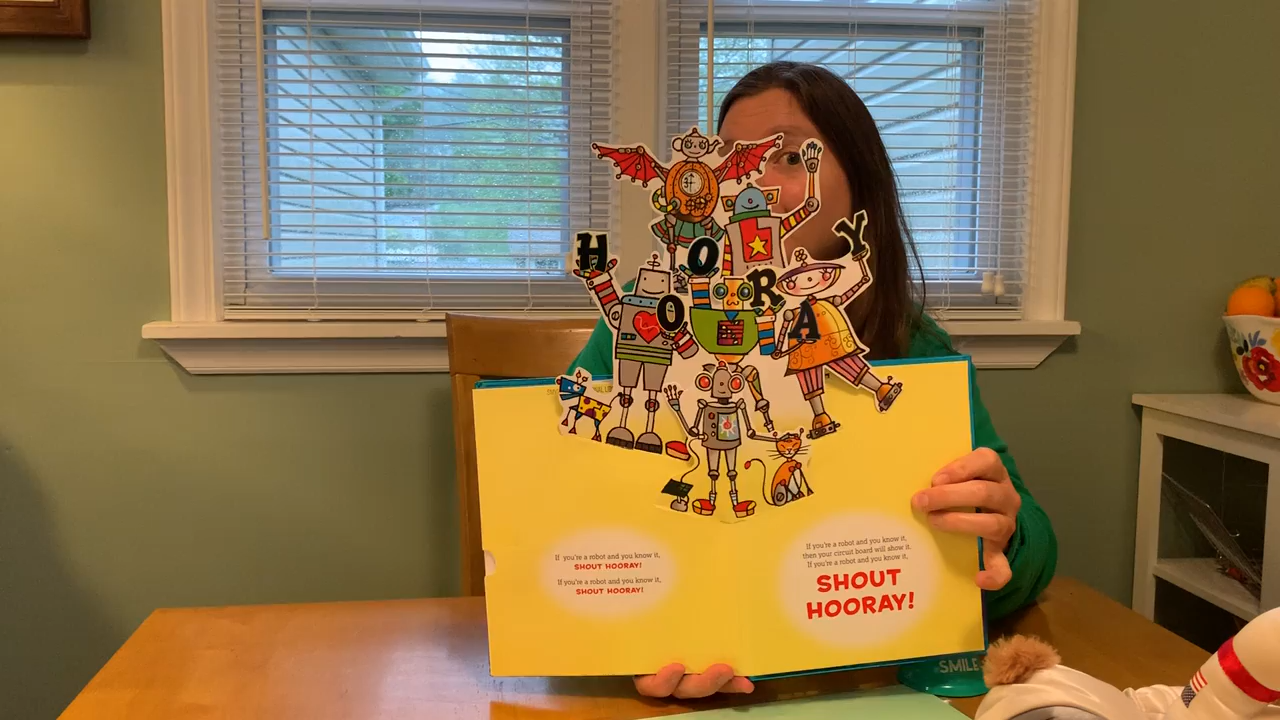 HOORAY
If you're a robot and you know it,
SHOUT HOORAY!
If you're a robot and you know it,
SHOUT HOORAY!
If you're a robot and you know it,
then your circuit board will show it.
If you're a robot and you know it,
SHOUT
HOORAY!
SMILE